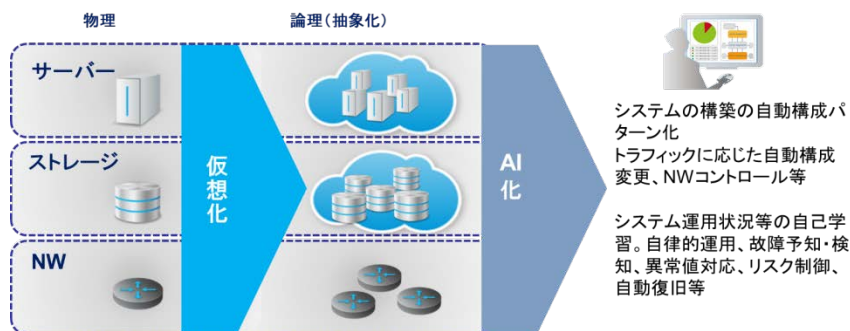 物理
論理（抽象化）
サーバー
ストレージ
NW
仮想化
AI化
システムの構築の自動構成パ
ターン化
トラフィックに応じた自動構成
変更、NWコントロール等
システム運用状況等の自己学
習。自律的運用、故障予知・検
知、異常値対応、リスク制御、
自動復旧等